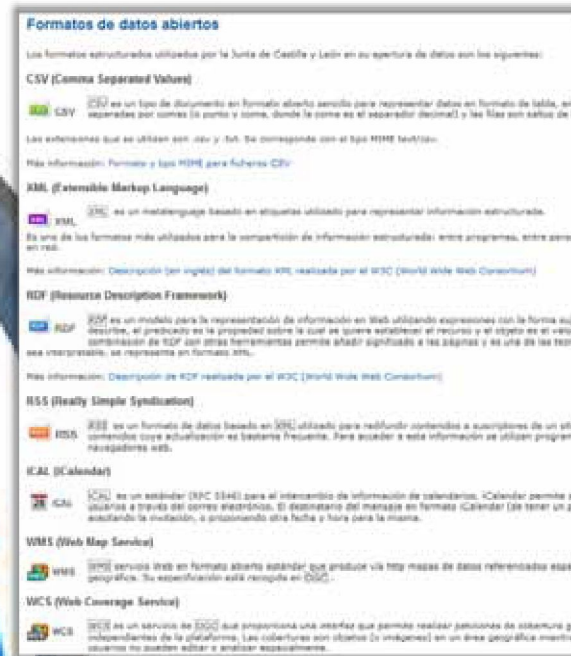 Formatos de datos abiertos
Los formatos estructurados utilizados por la Junta de Castilla y León en su apertura de datos son los siguientes:
CSV (Comma Separated Values)
CSV CSV es un tipo de documento en formato abierto sencillo para representar datos en formato de tabla, en
separadas por comas (o punto y coma, donde la coma es el separador decimal) y las filas son saltos de
Las extensiones que se utilizan son .csv y .txt. Se corresponde con el tipo MIME text/csv.
Más información: Formato y tipo MIME para ficheros CSV
XML (Extensible Markup Language)
XML XML es un metalenguaje basado en etiquetas utilizado para representar información estructurada.
Es uno de los formatos más utilizados para la compartición de información estructurada: entre programas, entre pers
en red.
Más información: Descripción (en inglés) del formato XML realizada por el W3C (World Wide Web Consortium)
RDF (Resource Description Framework)
RDF RDF es un modelo para la representación de información en Web utilizando expresiones con la forma su
describe, el predicado es la propiedad sobre la cual se quiere establecer el recurso y el objeto es el val
combinación de RDF con otras herramientas permite añadir significado a las páginas y es una de las tec
sea interpretable, se representa en formato XML.
Más información: Descripción de RDF realizada por el W3C (World Wide Web Consortium)
RSS (Really Simple Syndication)
RSS RSS es un formato de datos basado en XML utilizado para redifundir contenidos a suscriptores de un sit
contenidos cuya actualización es bastante frecuente. Para acceder a esta información se utilizan program
navegadores web.
iCAL (iCalendar)
iCAL iCAL es un estándar (RFC 5546) para el intercambio de información de calendarios. iCalendar permite a
usuarios a través del correo electrónico. El destinatario del mensaje en formato iCalendar (de tener un p
aceptando la invitación, o proponiendo otra fecha y hora para la misma.
WMS (Web Map Service)
WMS WMS servicio Web en formato abierto estándar que produce vía http mapas de datos referenciados espa
geográfica. Su especificación está recogida en OGC.
WCS (Web Coverage Service)
WCS WCS es un servicio de OGC que proporciona una interfaz que permite realizar peticiones de cobertura g
independientes de la plataforma. Las coberturas son objetos (o imágenes) en un área geográfica mientr
usuarios no pueden editar o analizar espacialmente.